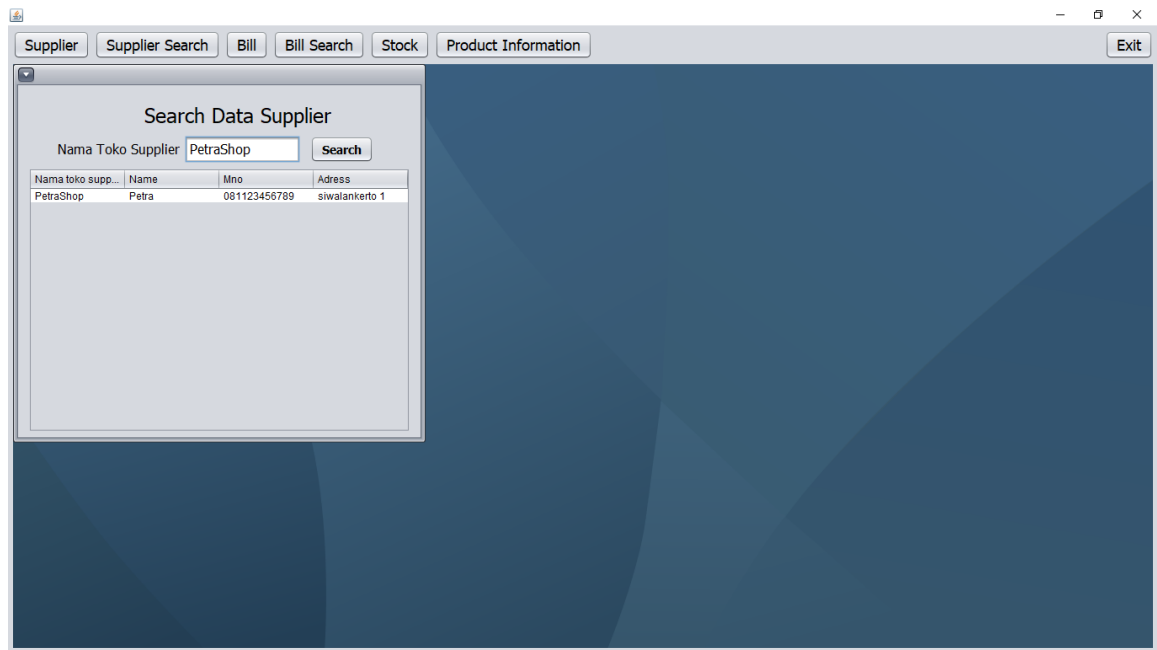 Supplier Supplier Search Bill Bill Search Stock Product Information Exit
Search Data Supplier
Nama Toko Supplier PetraShop Search
Nama toko supp... Name Mno Adress
PetraShop Petra 081123456789 siwalankerto 1